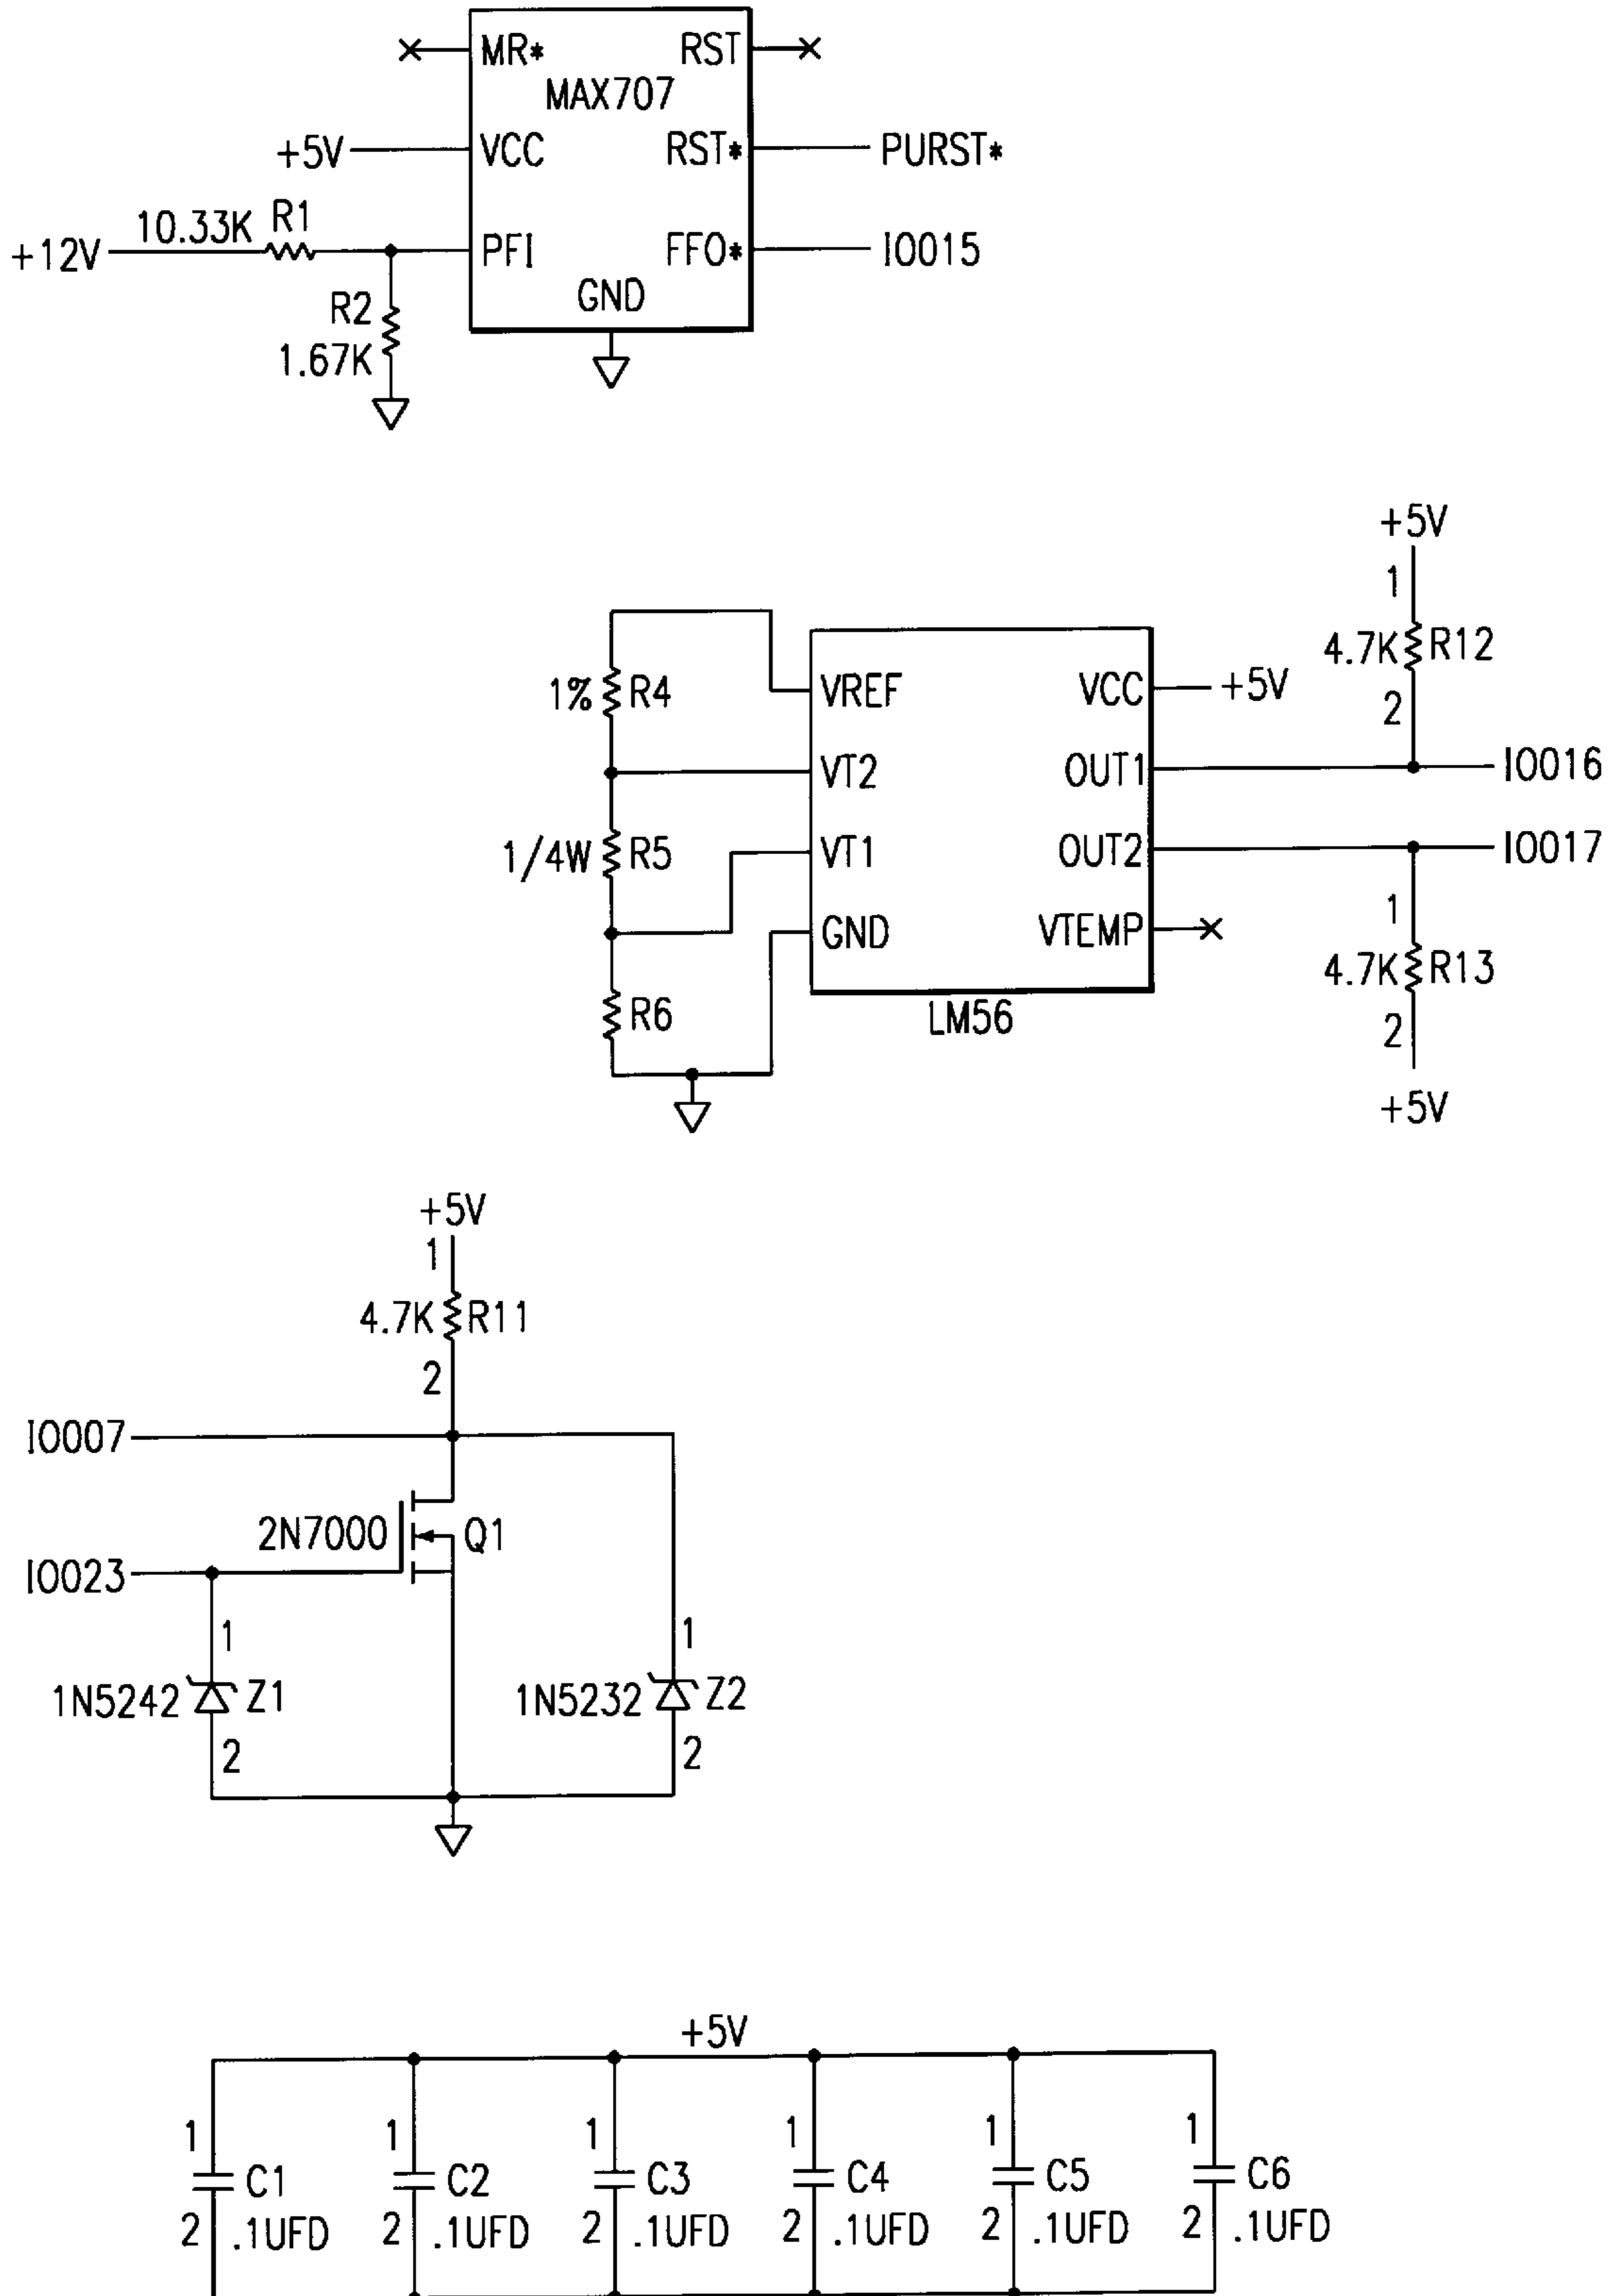 MR* RST
MAX707
+5V VCC RST* PURST*
+12V 10.33K R1 PFI FFO* IO015
GND
R2
1.67K
+5V
1
4.7K R12
2
1% R4 VREF VCC +5V
VT2 OUT1 IO016
1/4W R5 VT1 OUT2 IO017
GND VTEMP
1
4.7K R13
2
+5V
R6
LM56
+5V
1
4.7K R11
2
IO007
2N7000 Q1
IO023
1 1
1N5242 Z1 1N5232 Z2
2 2
+5V
1 1 1 1 1 1
C1 C2 C3 C4 C5 C6
2 .1UFD 2 .1UFD 2 .1UFD 2 .1UFD 2 .1UFD 2 .1UFD